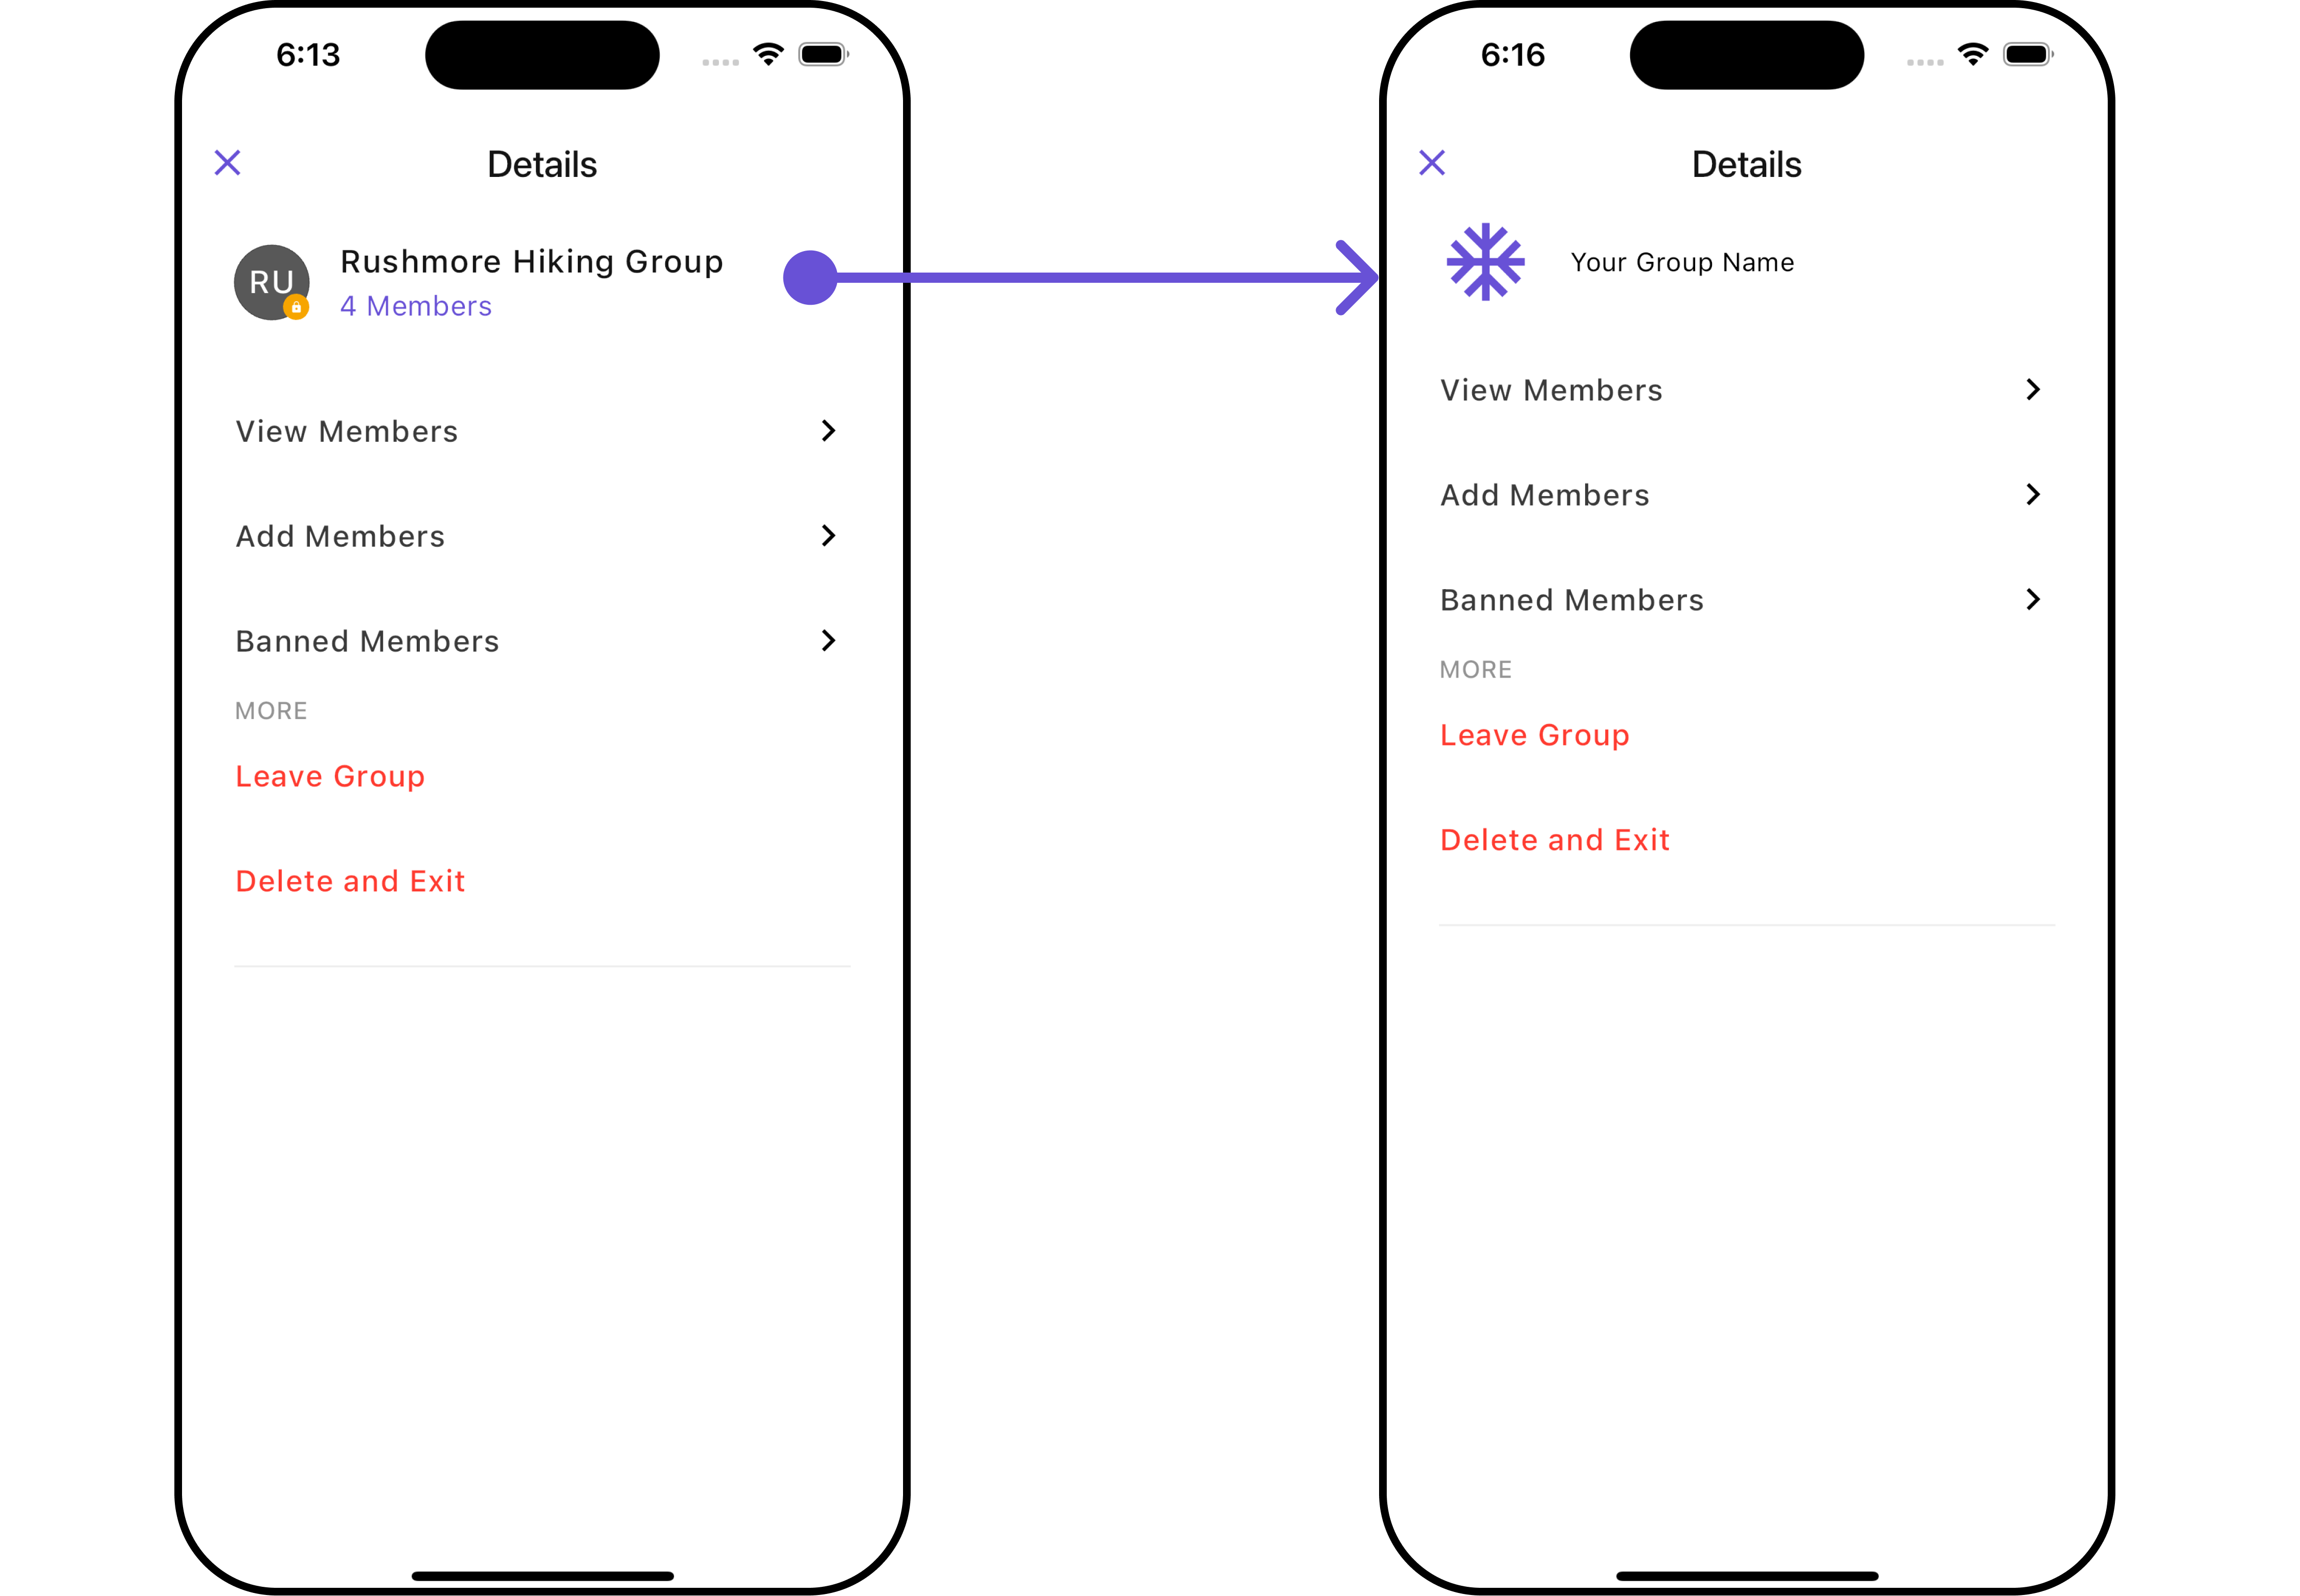 6:13
Details
RU
Rushmore Hiking Group
4 Members
View Members
Add Members
Banned Members
MORE
Leave Group
Delete and Exit
6:16
Details
Your Group Name
View Members
Add Members
Banned Members
MORE
Leave Group
Delete and Exit